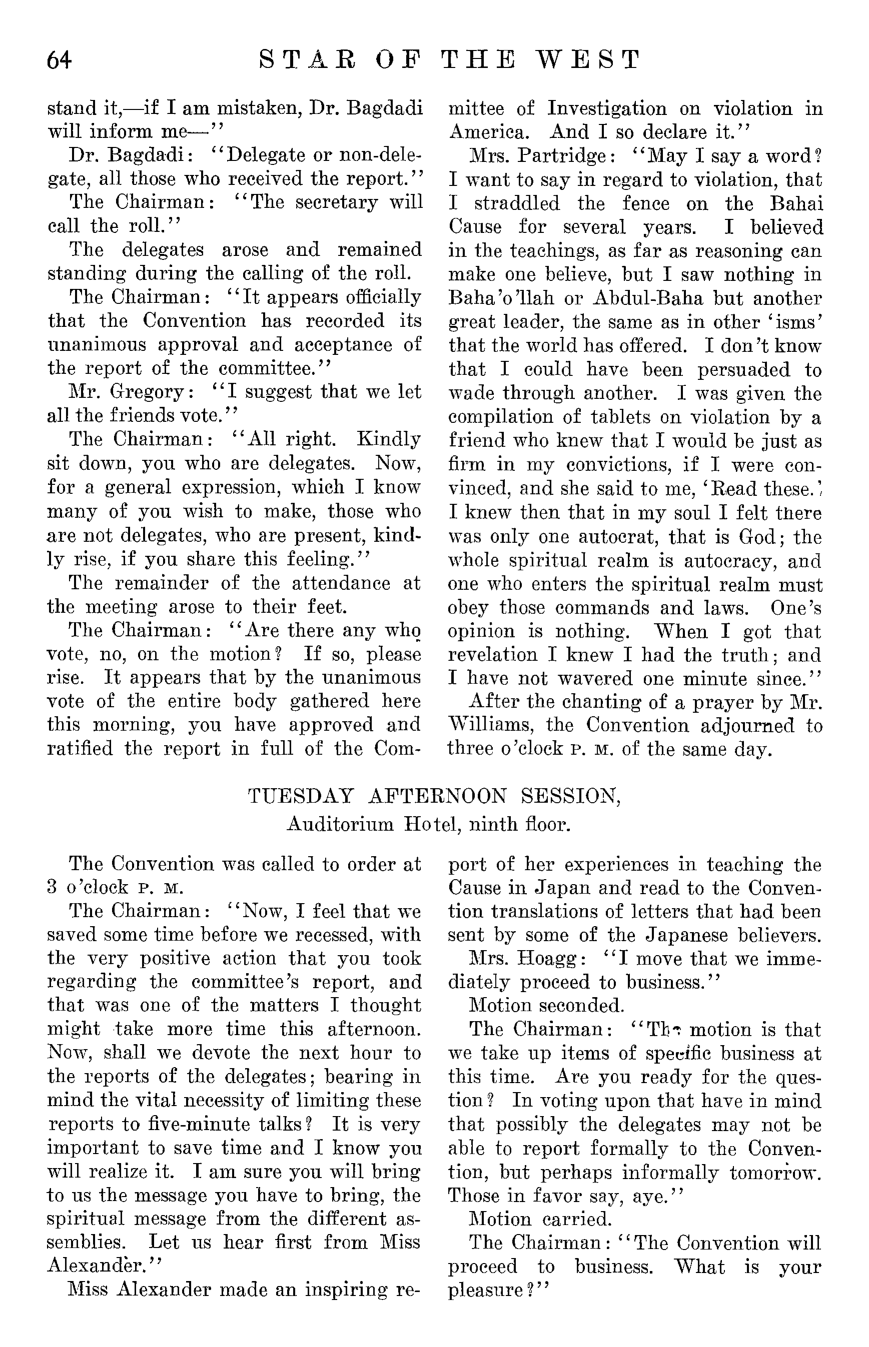 64 STAR OF THE WEST
stand it,—if I am mistaken, Dr. Bagdadi
will inform me—''
Dr. Bagdadi: ''Delegate or non-dele-
gate, all those who received the report.''
The Chairman: ''The secretary will
call the roll.''
The delegates arose and remained
standing during the calling of the roll.
The Chairman: ''It appears officially
that the Convention has recorded its
unanimous approval and acceptance of
the report of the committee.''
Mr. Gregory: ''I suggest that we let
all the friends vote.''
The Chairman: ''All right. Kindly
sit down, you who are delegates. Now,
for a general expression, which I know
many of you wish to make, those who
are not delegates, who are present, kind-
ly rise, if you share this feeling.''
The remainder of the attendance at
the meeting arose to their feet.
The Chairman: ''Are there any who
vote, no, on the motion? If so, please
rise. It appears that by the unanimous
vote of the entire body gathered here
this morning, you have approved and
ratified the report in full of the Com-
mittee of Investigation on violation in
America. And I so declare it.''
Mrs. Partridge: ''May I say a word?
I want to say in regard to violation, that
I straddled the fence on the Bahai
Cause for several years. I believed
in the teachings, as far as reasoning can
make one believe, but I saw nothing in
Baha'o'llah or Abdul-Baha but another
great leader, the same as in other 'isms'
that the world has offered. I don't know
that I could have been persuaded to
wade through another. I was given the
compilation of tablets on violation by a
friend who knew that I would be just as
firm in my convictions, if I were con-
vinced, and she said to me, 'Read these.'
I knew then that in my soul I felt there
was only one autocrat, that is God; the
whole spiritual realm is autocracy, and
one who enters the spiritual realm must
obey those commands and laws. One's
opinion is nothing. When I got that
revelation I knew I had the truth; and
I have not wavered one minute since.''
After the chanting of a prayer by Mr.
Williams, the Convention adjourned to
three o'clock P. M. of the same day.
TUESDAY AFTERNOON SESSION,
Auditorium Hotel, ninth floor.
The Convention was called to order at
3 o'clock P. M.
The Chairman: ''Now, I feel that we
saved some time before we recessed, with
the very positive action that you took
regarding the committee's report, and
that was one of the matters I thought
might take more time this afternoon.
Now, shall we devote the next hour to
the reports of the delegates; bearing in
mind the vital necessity of limiting these
reports to five-minute talks? It is very
important to save time and I know you
will realize it. I am sure you will bring
to us the message you have to bring, the
spiritual message from the different as-
semblies. Let us hear first from Miss
Alexander.''
Miss Alexander made an inspiring re-
port of her experiences in teaching the
Cause in Japan and read to the Conven-
tion translations of letters that had been
sent by some of the Japanese believers.
Mrs. Hoagg: ''I move that we imme-
diately proceed to business.''
Motion seconded.
The Chairman: ''The motion is that
we take up items of specific business at
this time. Are you ready for the ques-
tion? In voting upon that have in mind
that possibly the delegates may not be
able to report formally to the Conven-
tion, but perhaps informally tomorrow.
Those in favor say, aye.''
Motion carried.
The Chairman: ''The Convention will
proceed to business. What is your
pleasure?''